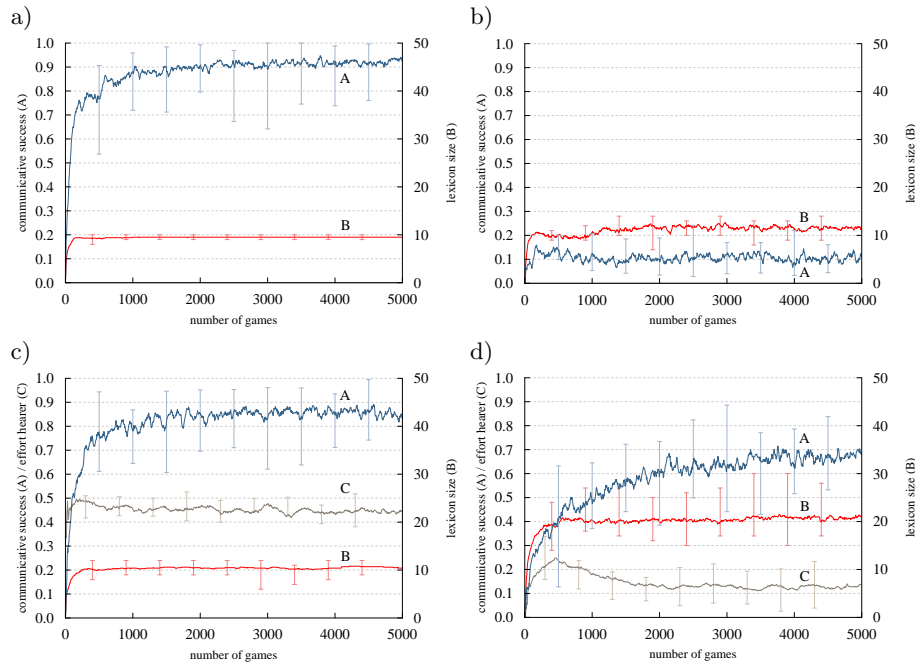 a)
1.0
0.9
0.8
0.7
0.6
0.5
0.4
0.3
0.2
0.1
0.0
50
40
30
20
10
0
0 1000 2000 3000 4000 5000
number of games
communicative success (A)
lexicon size (B)
A
B
b)
1.0
0.9
0.8
0.7
0.6
0.5
0.4
0.3
0.2
0.1
0.0
50
40
30
20
10
0
0 1000 2000 3000 4000 5000
number of games
communicative success (A)
lexicon size (B)
B
A
c)
1.0
0.9
0.8
0.7
0.6
0.5
0.4
0.3
0.2
0.1
0.0
50
40
30
20
10
0
0 1000 2000 3000 4000 5000
number of games
communicative success (A) / effort hearer (C)
lexicon size (B)
A
C
B
d)
1.0
0.9
0.8
0.7
0.6
0.5
0.4
0.3
0.2
0.1
0.0
50
40
30
20
10
0
0 1000 2000 3000 4000 5000
number of games
communicative success (A) / effort hearer (C)
lexicon size (B)
A
B
C